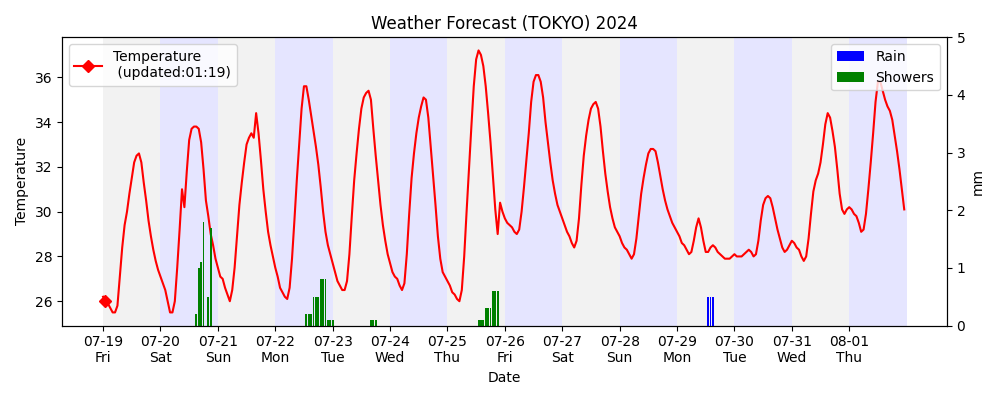 Weather Forecast (TOKYO) 2024
Temperature
(updated:01:19)
Rain
Showers
Temperature
36
34
32
30
28
26
5
4
3
2
1
0
mm
07-19 07-20 07-21 07-22 07-23 07-24 07-25 07-26 07-27 07-28 07-29 07-30 07-31 08-01
Fri Sat Sun Mon Tue Wed Thu Fri Sat Sun Mon Tue Wed Thu
Date